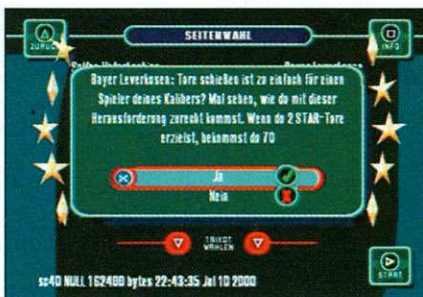 SEITENWAHL
ZURÜCK
INFO
Bayer Leverkusen: Tore schießen ist zu einfach für einen
Spieler deines Kalibers? Mal sehen, wie du mit dieser
Herausforderung zurecht kommst. Wenn du 2 STAR-Tore
erzielst, bekommst du 70
Ja
Nein
TRIKOT
WÄHLEN
START
ss40 NULL 162400 bytes 22:43:35 Jul 10 2000